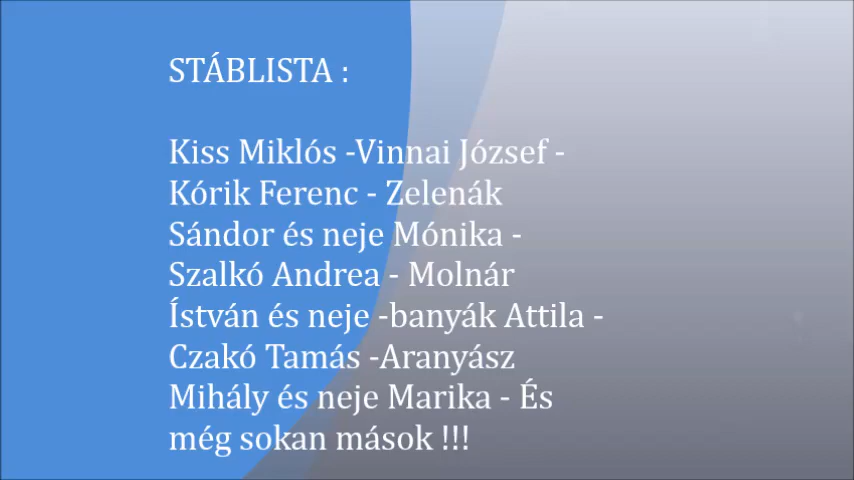 STÁBLISTA :
Kiss Miklós -Vinnai József -
Kórik Ferenc - Zelenák
Sándor és neje Mónika -
Szalkó Andrea - Molnár
Ístván és neje -banyák Attila -
Czakó Tamás -Aranyász
Mihály és neje Marika - És
még sokan mások !!!